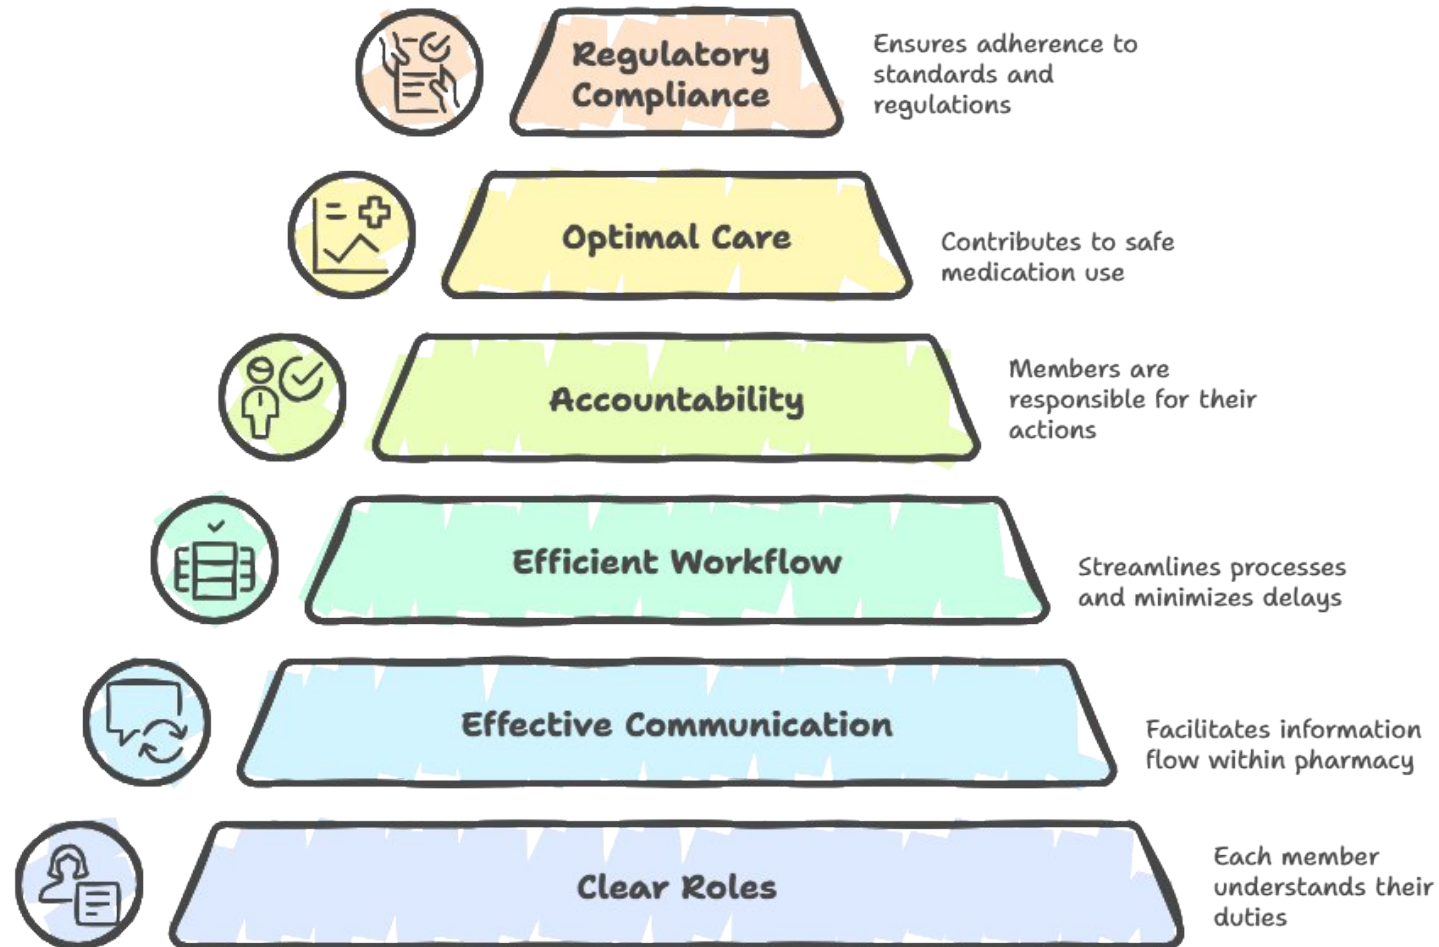 Regulatory
Compliance
Ensures adherence to
standards and
regulations
Optimal Care
Contributes to safe
medication use
Accountability
Members are
responsible for their
actions
Efficient Workflow
Streamlines processes
and minimizes delays
Effective Communication
Facilitates information
flow within pharmacy
Clear Roles
Each member
understands their
duties